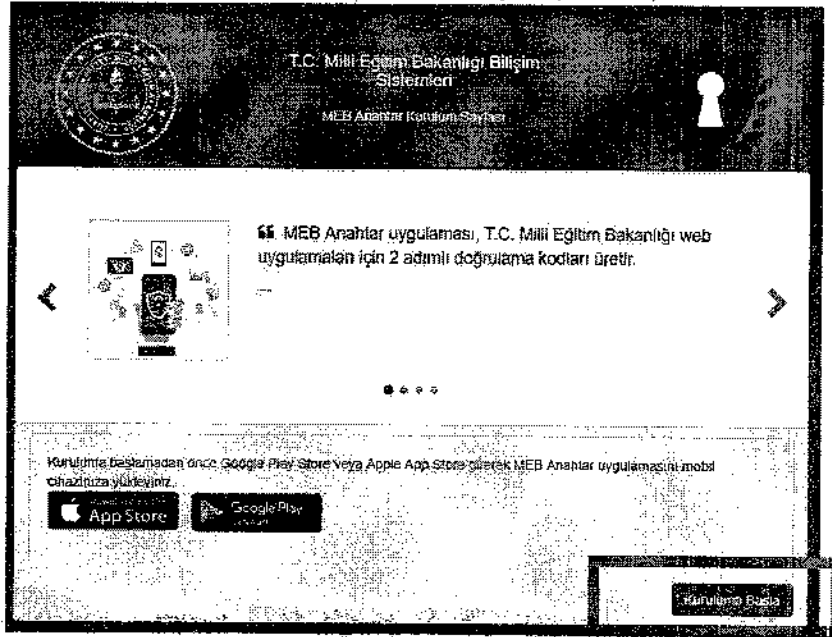 T.C. Milli Eğitim Bakanlığı Bilişim
Sistemleri
MEB Anahtar Kurulum Sayfası
MEB Anahtar uygulaması, T.C. Milli Eğitim Bakanlığı web
uygulamaları için 2 adımlı doğrulama kodları üretir.
Kuruluma başlamadan önce Google Play Store veya Apple App Store girerek MEB Anahtar uygulamasını mobil
cihazınıza yükleyiniz.
App Store
Google Play
Kuruluma Başla